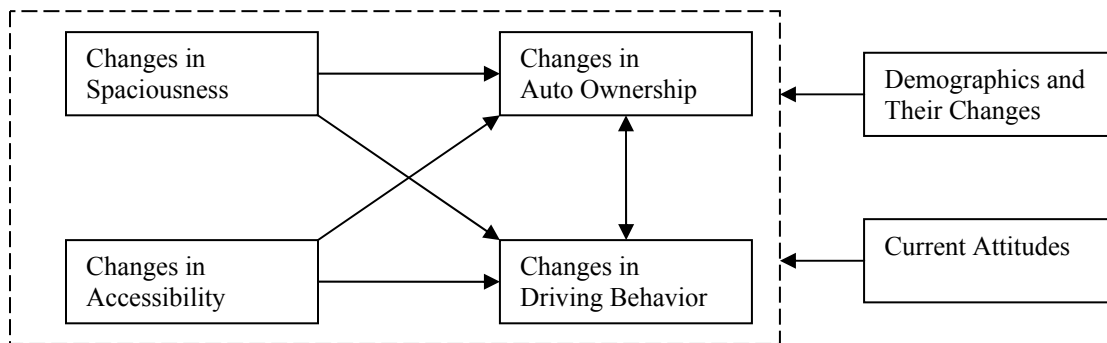 Changes in
Spaciousness
Changes in
Auto Ownership
Demographics and
Their Changes
Changes in
Accessibility
Changes in
Driving Behavior
Current Attitudes